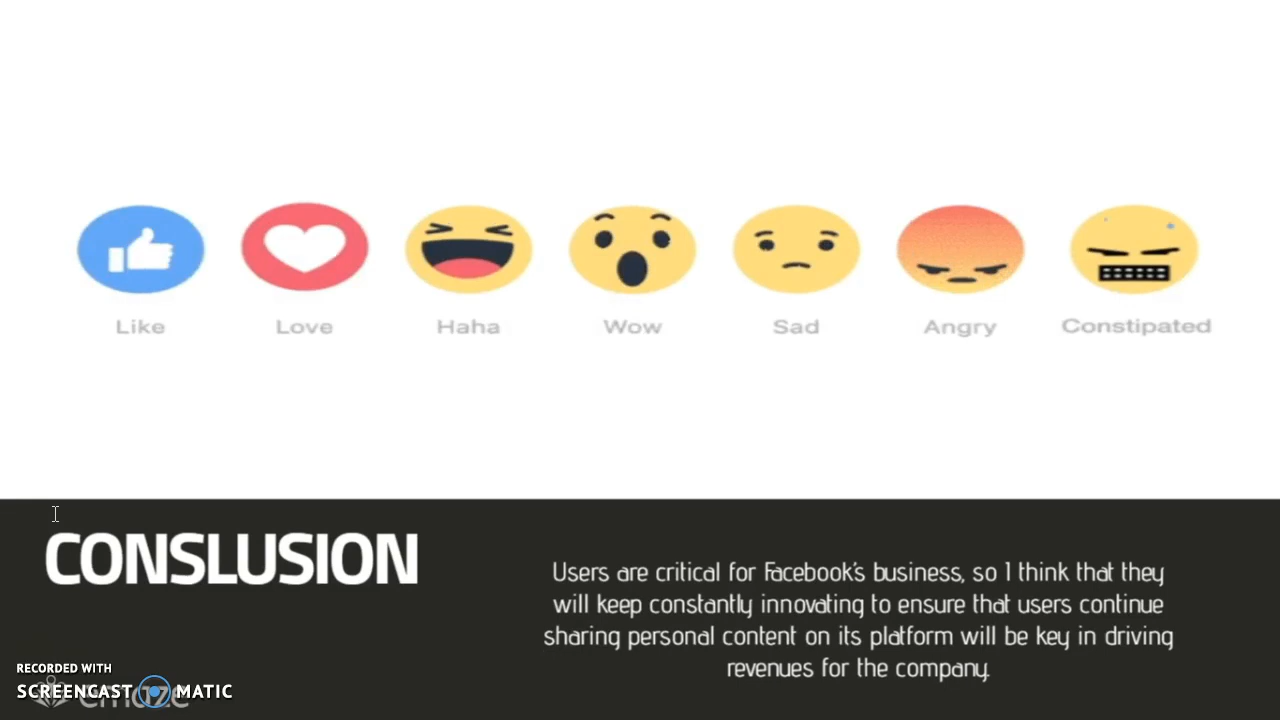 Like Love Haha Wow Sad Angry Constipated
CONSLUSION
Users are critical for Facebook's business, so I think that they
will keep constantly innovating to ensure that users continue
sharing personal content on its platform will be key in driving
revenues for the company.
RECORDED WITH
SCREENCAST MATIC
emaze